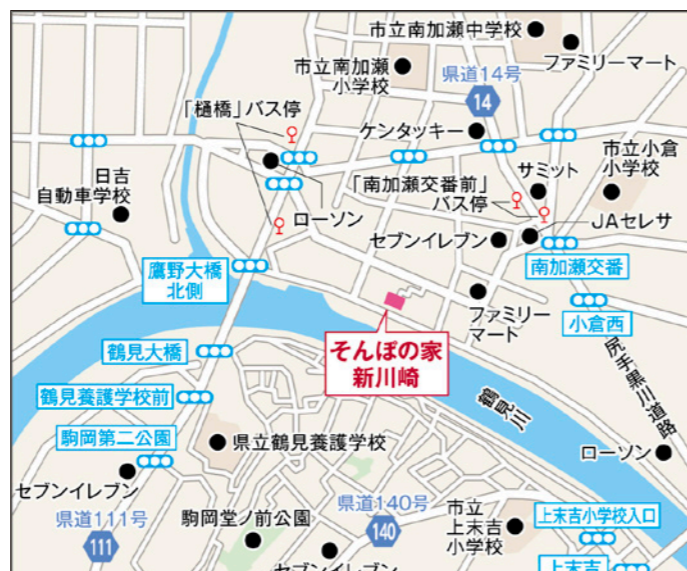 市立南加瀬中学校
ファミリーマート
市立南加瀬
小学校
県道14号
14
「樋橋」バス停
ケンタッキー
サミット
市立小倉
小学校
日吉
自動車学校
ローソン
「南加瀬交番前」
バス停
JAセレサ
セブンイレブン
南加瀬交番
鷹野大橋
北側
ファミリー
マート
小倉西
そんぽの家
新川崎
鶴見大橋
尻手黒川道路
鶴見川
鶴見養護学校前
駒岡第二公園
県立鶴見養護学校
ローソン
セブンイレブン
県道111号
111
駒岡堂ノ前公園
県道140号
140
市立
上末吉
小学校
上末吉小学校入口
セブンイレブン
上末吉